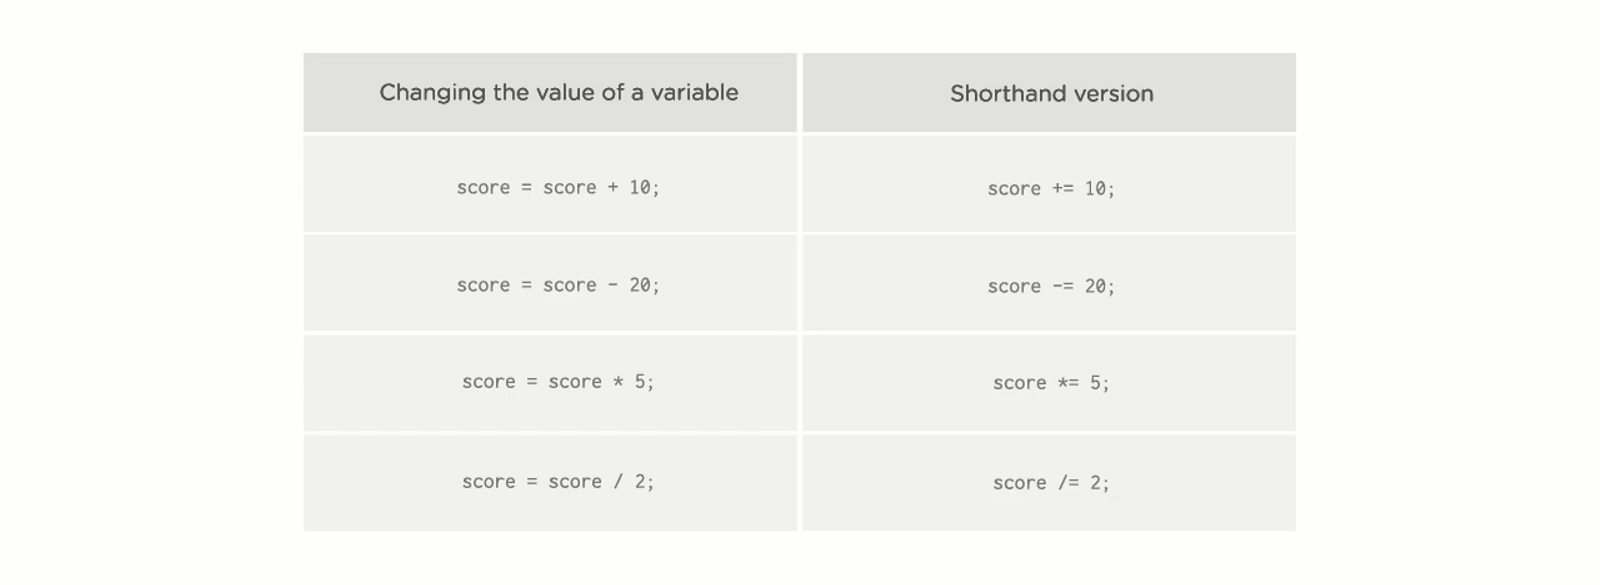 Changing the value of a variable
Shorthand version
score = score + 10;
score += 10;
score = score - 20;
score -= 20;
score = score * 5;
score *= 5;
score = score / 2;
score /= 2;